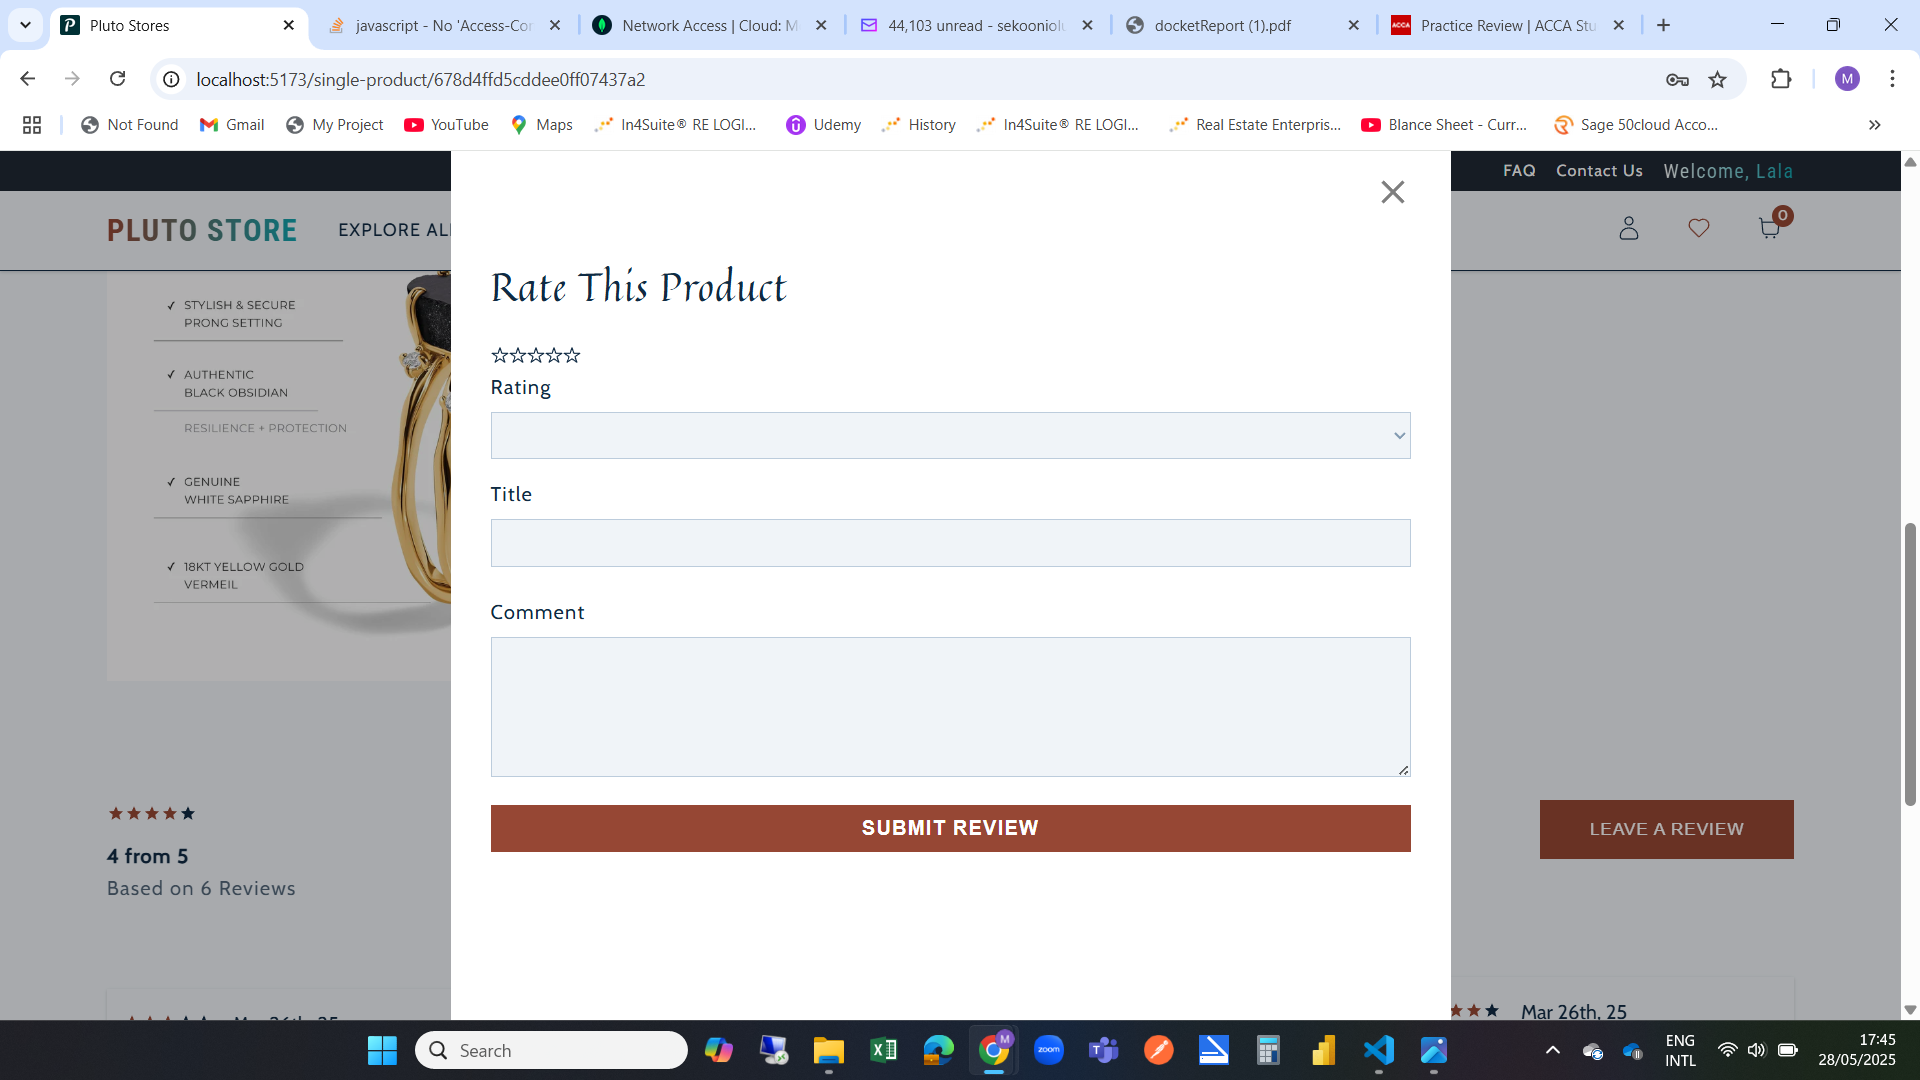 Pluto Stores
javascript - No 'Access-Cor
Network Access | Cloud: M
44,103 unread - sekooniolu
docketReport (1).pdf
Practice Review | ACCA Stu
localhost:5173/single-product/678d4ffd5cddee0ff07437a2
M
Not Found
Gmail
My Project
YouTube
Maps
In4Suite® RE LOGI...
Udemy
History
In4Suite® RE LOGI...
Real Estate Enterpris...
Blance Sheet - Curr...
Sage 50cloud Acco...
FAQ
Contact Us
Welcome, Lala
PLUTO STORE
EXPLORE AL
0
✓ STYLISH & SECURE
PRONG SETTING
✓ AUTHENTIC
BLACK OBSIDIAN
RESILIENCE + PROTECTION
✓ GENUINE
WHITE SAPPHIRE
✓ 18KT YELLOW GOLD
VERMEIL
Rate This Product
Rating
Title
Comment
SUBMIT REVIEW
4 from 5
Based on 6 Reviews
LEAVE A REVIEW
Mar 26th, 25
Mar 26th, 25
Search
zoom
ENG
INTL
17:45
28/05/2025